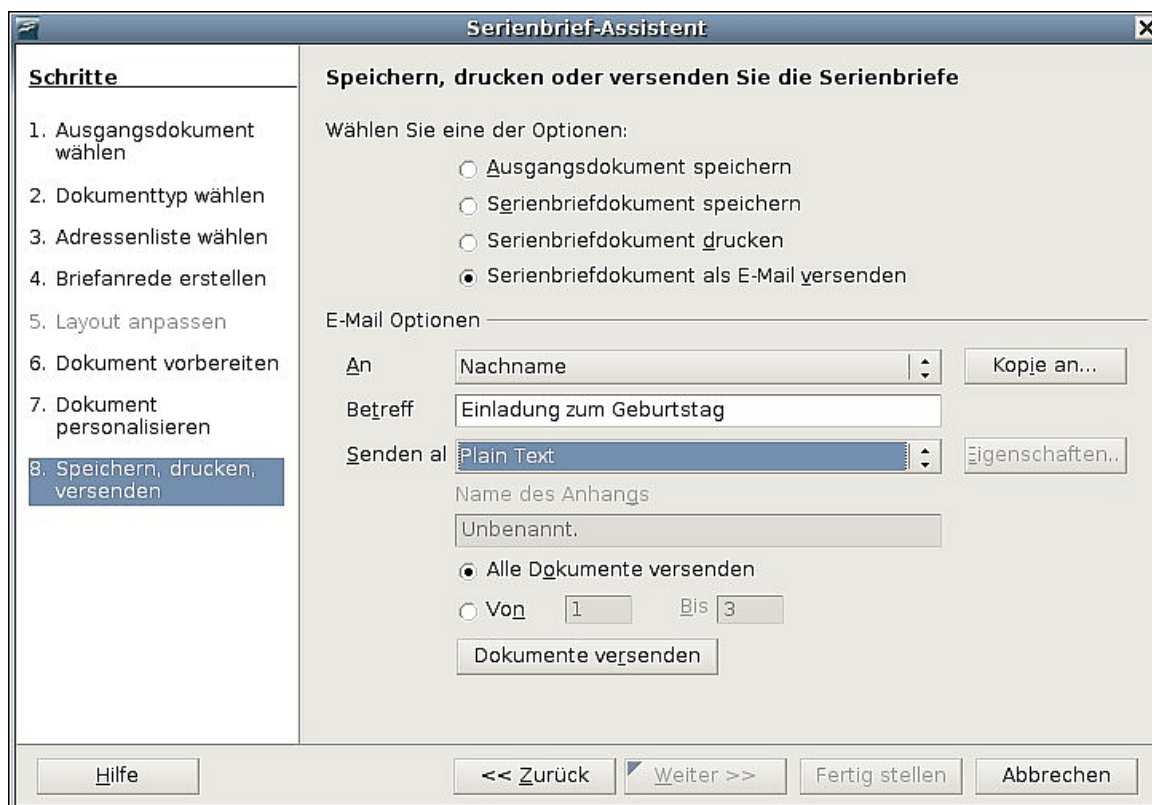 Serienbrief-Assistent
Schritte
1. Ausgangsdokument
wählen
2. Dokumenttyp wählen
3. Adressenliste wählen
4. Briefanrede erstellen
5. Layout anpassen
6. Dokument vorbereiten
7. Dokument
personalisieren
8. Speichern, drucken,
versenden
Speichern, drucken oder versenden Sie die Serienbriefe
Wählen Sie eine der Optionen:
Ausgangsdokument speichern
Serienbriefdokument speichern
Serienbriefdokument drucken
Serienbriefdokument als E-Mail versenden
E-Mail Optionen
An Nachname Kopie an...
Betreff Einladung zum Geburtstag
Senden al Plain Text Eigenschaften..
Name des Anhangs
Unbenannt.
Alle Dokumente versenden
Von 1 Bis 3
Dokumente versenden
Hilfe << Zurück Weiter >> Fertig stellen Abbrechen